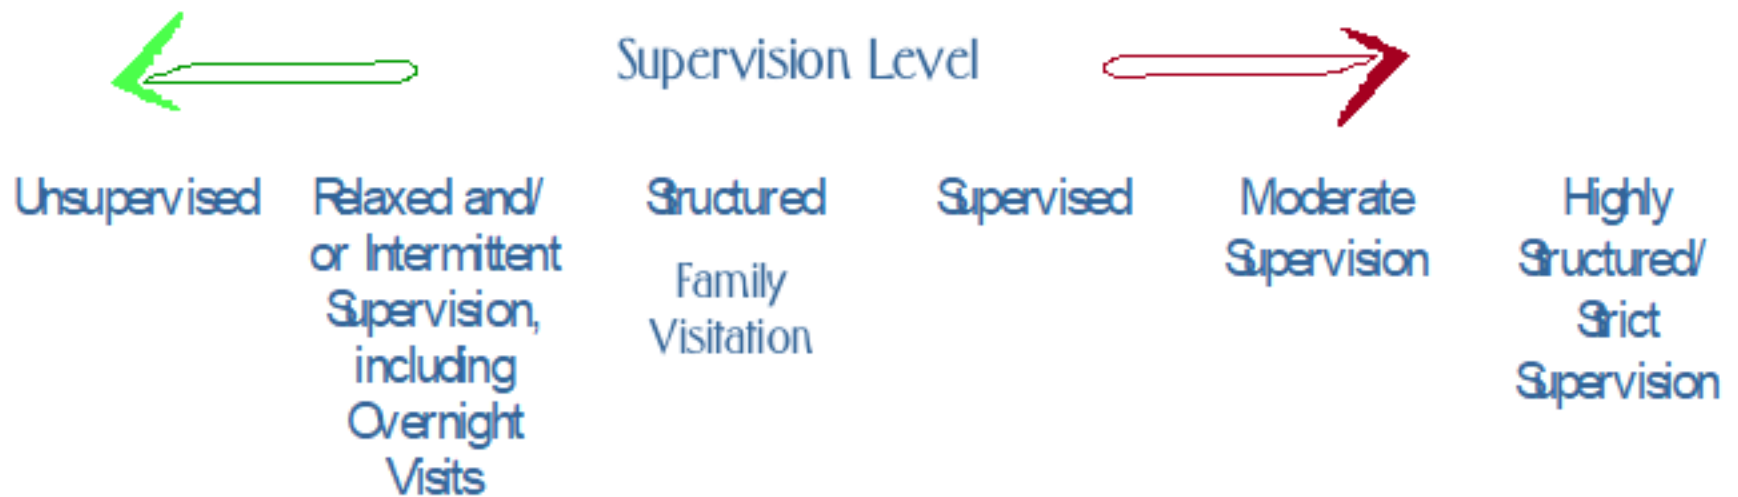 Supervision Level
Unsupervised
Relaxed and/
or Intermittent
Supervision,
including
Overnight
Visits
Structured
Family
Visitation
Supervised
Moderate
Supervision
Highly
Structured/
Strict
Supervision